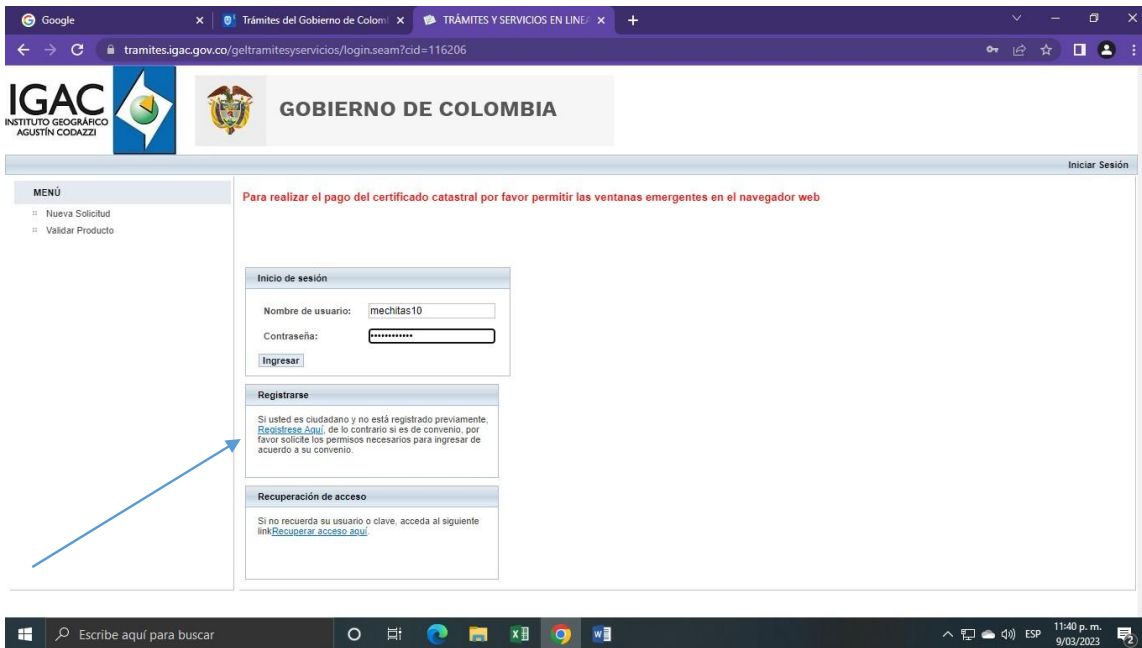 Google
Trámites del Gobierno de Colom
TRÁMITES Y SERVICIOS EN LINEA
tramites.igac.gov.co/geltramitesyservicios/login.seam?cid=116206
IGAC
INSTITUTO GEOGRÁFICO
AGUSTÍN CODAZZI
GOBIERNO DE COLOMBIA
Iniciar Sesión
MENÚ
Nueva Solicitud
Validar Producto
Para realizar el pago del certificado catastral por favor permitir las ventanas emergentes en el navegador web
Inicio de sesión
Nombre de usuario: mechitas10
Contraseña: ••••••••••••
Ingresar
Registrarse
Si usted es ciudadano y no está registrado previamente,
Registrese Aquí, de lo contrario si es de convenio, por
favor solicite los permisos necesarios para ingresar de
acuerdo a su convenio.
Recuperación de acceso
Si no recuerda su usuario o clave, acceda al siguiente
linkRecuperar acceso aquí.
Escribe aquí para buscar
ESP
11:40 p. m.
9/03/2023
2